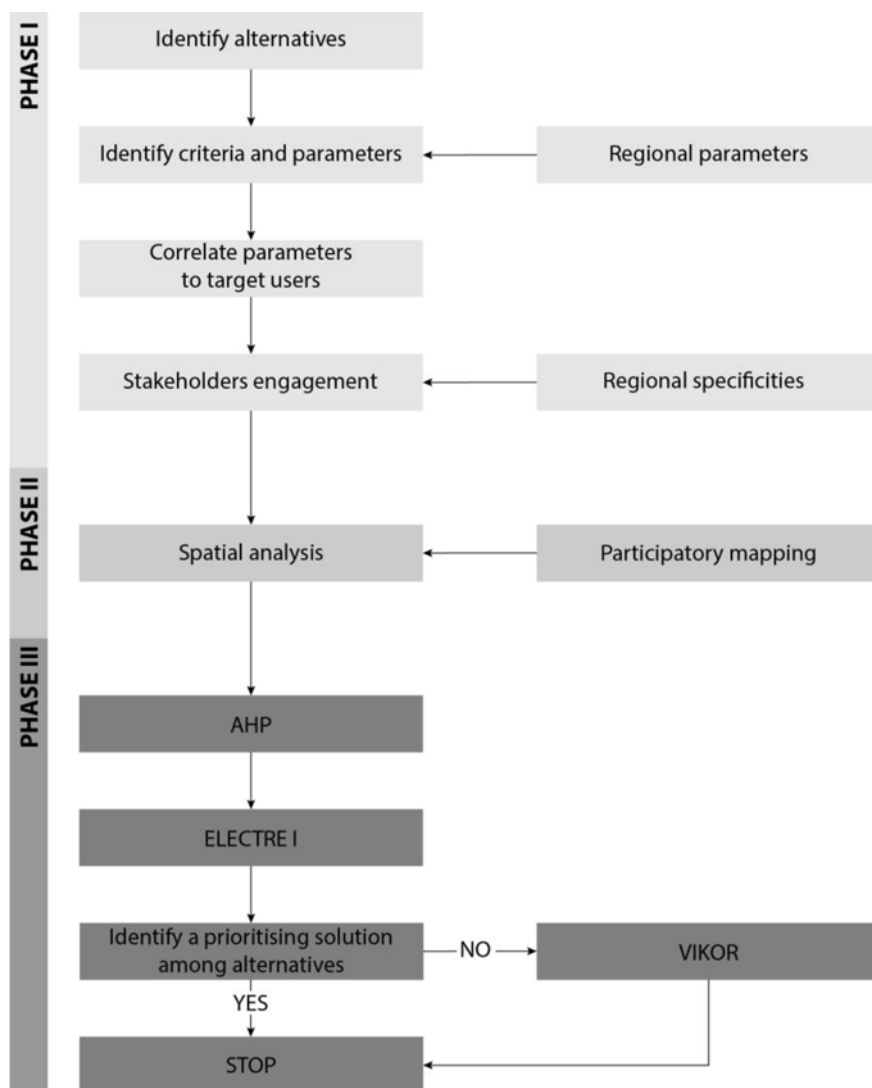 PHASE I
Identify alternatives
Identify criteria and parameters
Regional parameters
Correlate parameters
to target users
Stakeholders engagement
Regional specificities
PHASE II
Spatial analysis
Participatory mapping
PHASE III
AHP
ELECTRE I
Identify a prioritising solution
among alternatives
NO
VIKOR
YES
STOP